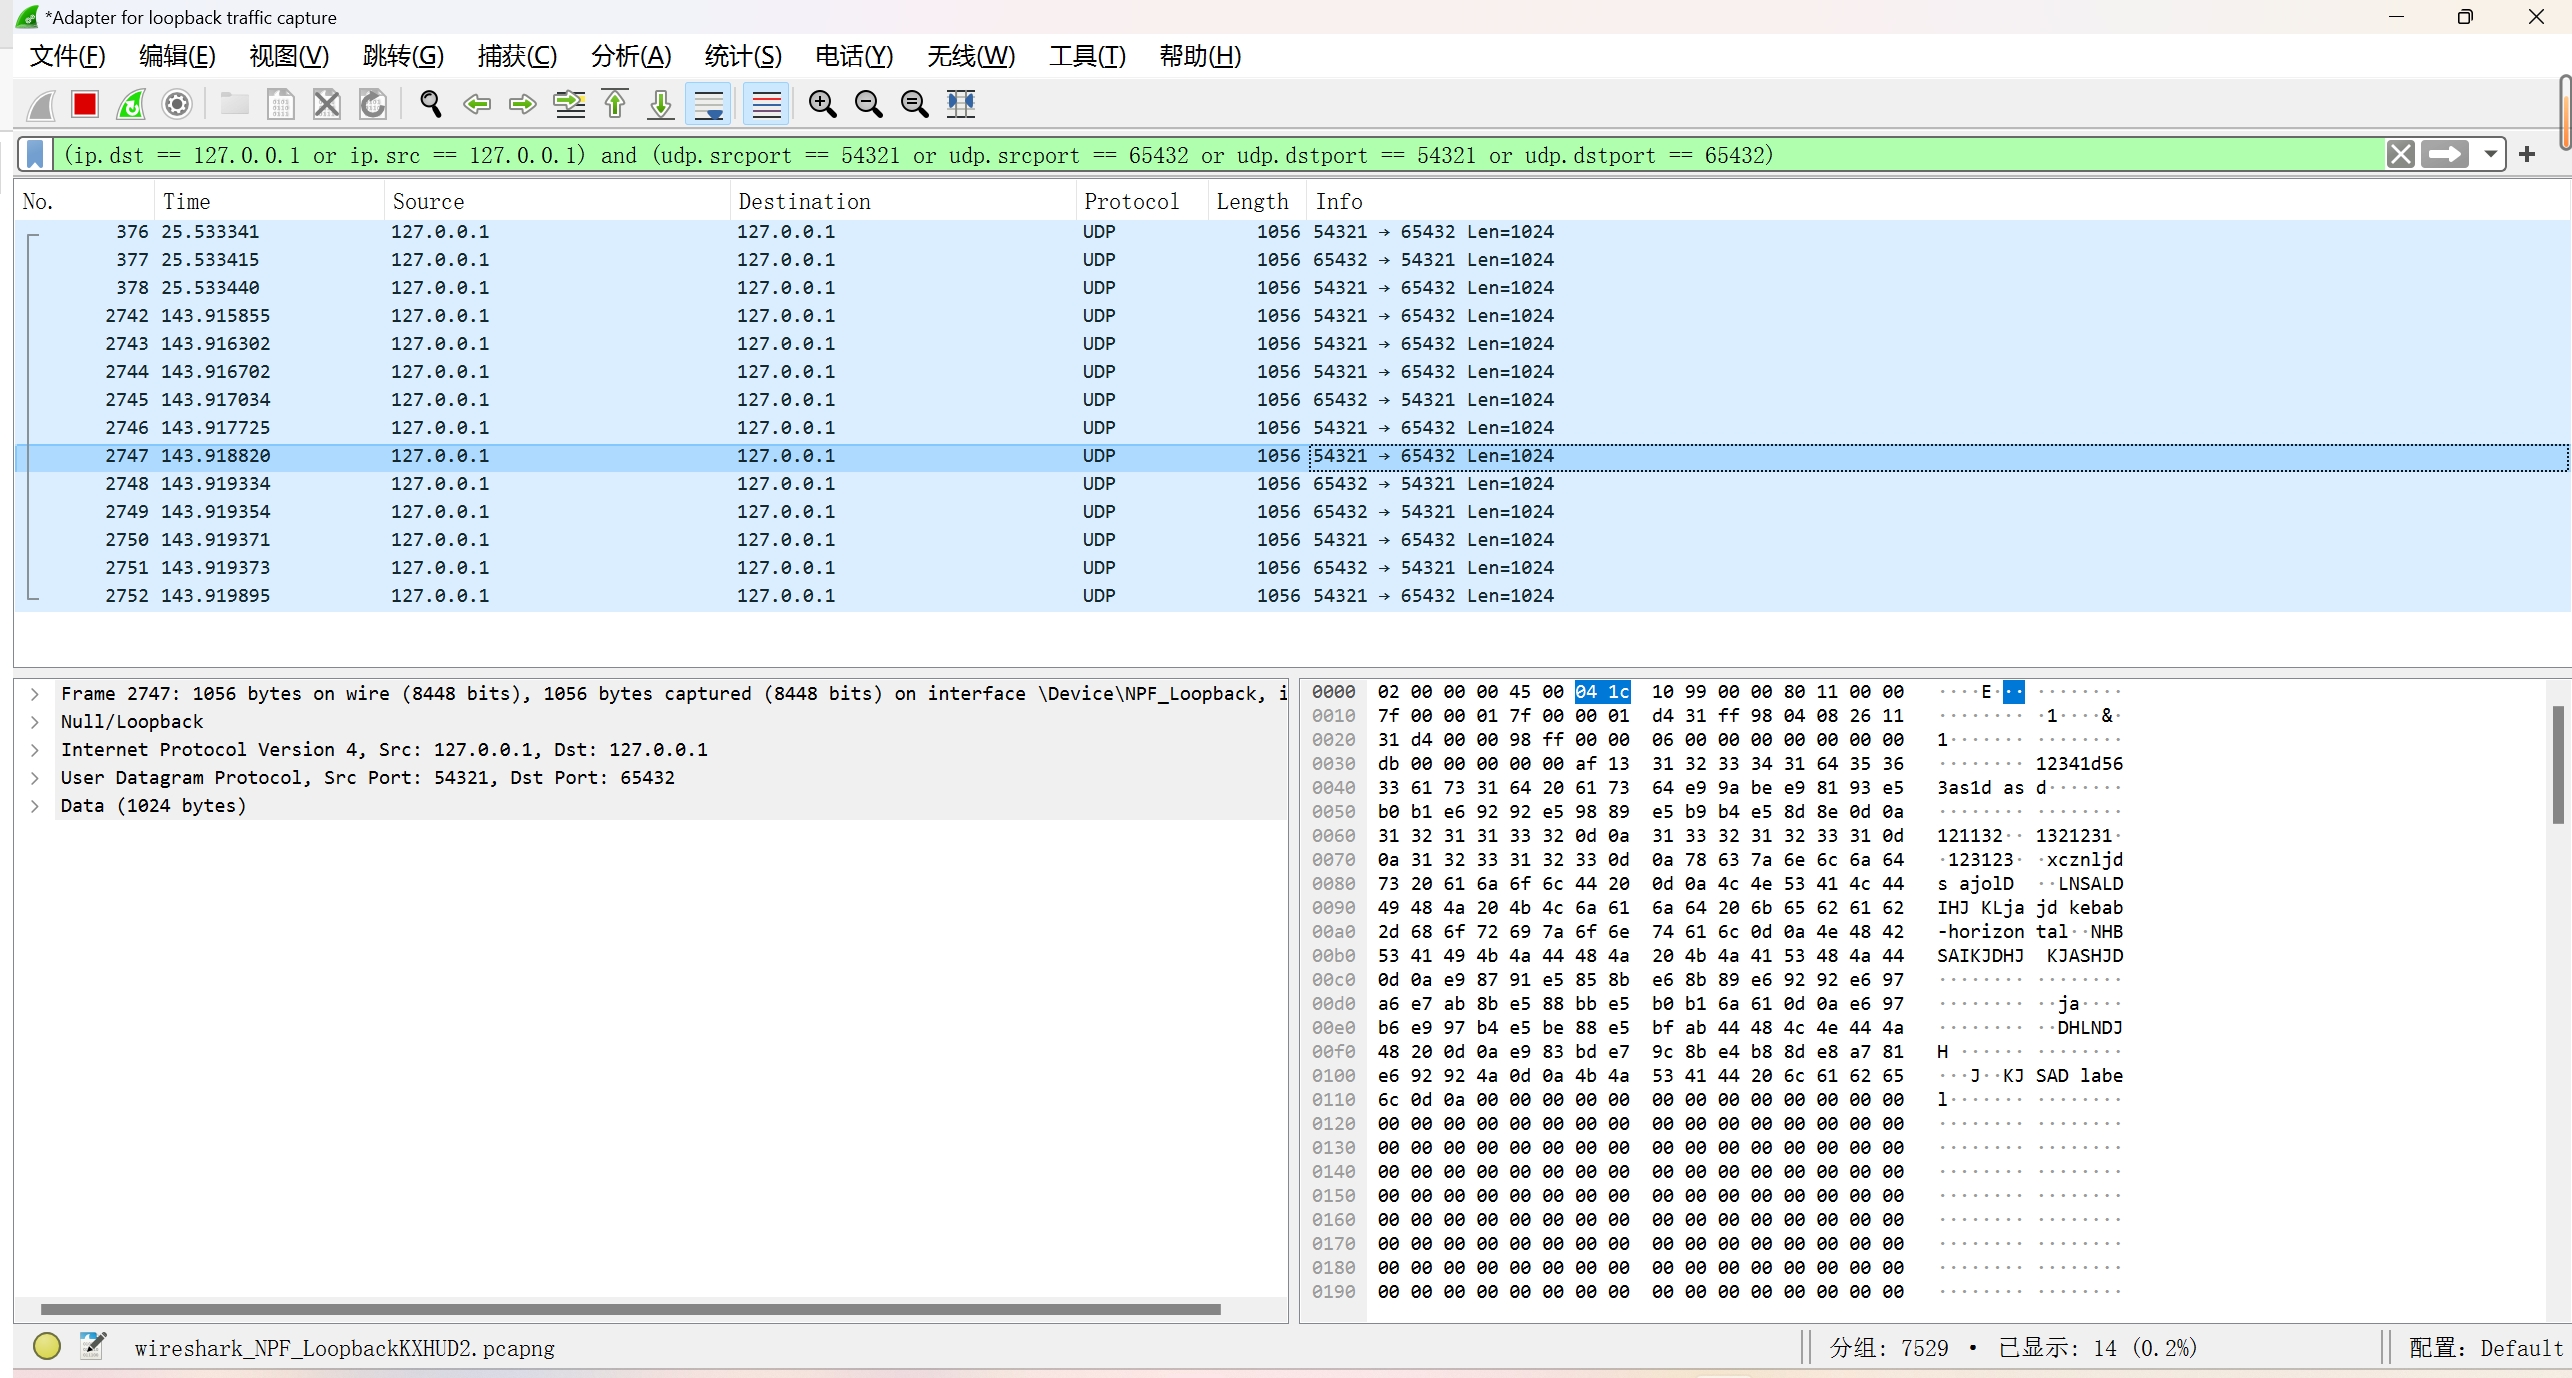 *Adapter for loopback traffic capture
文件(F) 编辑(E) 视图(V) 跳转(G) 捕获(C) 分析(A) 统计(S) 电话(Y) 无线(W) 工具(T) 帮助(H)
(ip.dst == 127.0.0.1 or ip.src == 127.0.0.1) and (udp.srcport == 54321 or udp.srcport == 65432 or udp.dstport == 54321 or udp.dstport == 65432)
No. Time Source Destination Protocol Length Info
376 25.533341 127.0.0.1 127.0.0.1 UDP 1056 54321 → 65432 Len=1024
377 25.533415 127.0.0.1 127.0.0.1 UDP 1056 65432 → 54321 Len=1024
378 25.533440 127.0.0.1 127.0.0.1 UDP 1056 54321 → 65432 Len=1024
2742 143.915855 127.0.0.1 127.0.0.1 UDP 1056 54321 → 65432 Len=1024
2743 143.916302 127.0.0.1 127.0.0.1 UDP 1056 54321 → 65432 Len=1024
2744 143.916702 127.0.0.1 127.0.0.1 UDP 1056 54321 → 65432 Len=1024
2745 143.917034 127.0.0.1 127.0.0.1 UDP 1056 65432 → 54321 Len=1024
2746 143.917725 127.0.0.1 127.0.0.1 UDP 1056 54321 → 65432 Len=1024
2747 143.918820 127.0.0.1 127.0.0.1 UDP 1056 54321 → 65432 Len=1024
2748 143.919334 127.0.0.1 127.0.0.1 UDP 1056 65432 → 54321 Len=1024
2749 143.919354 127.0.0.1 127.0.0.1 UDP 1056 65432 → 54321 Len=1024
2750 143.919371 127.0.0.1 127.0.0.1 UDP 1056 54321 → 65432 Len=1024
2751 143.919373 127.0.0.1 127.0.0.1 UDP 1056 65432 → 54321 Len=1024
2752 143.919895 127.0.0.1 127.0.0.1 UDP 1056 54321 → 65432 Len=1024
Frame 2747: 1056 bytes on wire (8448 bits), 1056 bytes captured (8448 bits) on interface \Device\NPF_Loopback, i
Null/Loopback
Internet Protocol Version 4, Src: 127.0.0.1, Dst: 127.0.0.1
User Datagram Protocol, Src Port: 54321, Dst Port: 65432
Data (1024 bytes)
0000 02 00 00 00 45 00 04 1c 10 99 00 00 80 11 00 00 ····E··· ········
0010 7f 00 00 01 7f 00 00 01 d4 31 ff 98 04 08 26 11 ········ ·1····&·
0020 31 d4 00 00 98 ff 00 00 06 00 00 00 00 00 00 00 1······· ········
0030 db 00 00 00 00 00 af 13 31 32 33 34 31 64 35 36 ········ 12341d56
0040 33 61 73 31 64 20 61 73 64 e9 9a be e9 81 93 e5 3as1d as d·······
0050 b0 b1 e6 92 92 e5 98 89 e5 b9 b4 e5 8d 8e 0d 0a ········ ········
0060 31 32 31 31 33 32 0d 0a 31 33 32 31 32 33 31 0d 121132·· 1321231·
0070 0a 31 32 33 31 32 33 0d 0a 78 63 7a 6e 6c 6a 64 ·123123· ·xcznljd
0080 73 20 61 6a 6f 6c 44 20 0d 0a 4c 4e 53 41 4c 44 s ajolD ··LNSALD
0090 49 48 4a 20 4b 4c 6a 61 6a 64 20 6b 65 62 61 62 IHJ KLja jd kebab
00a0 2d 68 6f 72 69 7a 6f 6e 74 61 6c 0d 0a 4e 48 42 -horizon tal··NHB
00b0 53 41 49 4b 4a 44 48 4a 20 4b 4a 41 53 48 4a 44 SAIKJDHJ KJASHJD
00c0 0d 0a e9 87 91 e5 85 8b e6 8b 89 e6 92 92 e6 97 ········ ········
00d0 a6 e7 ab 8b e5 88 bb e5 b0 b1 6a 61 0d 0a e6 97 ········ ··ja····
00e0 b6 e9 97 b4 e5 be 88 e5 bf ab 44 48 4c 4e 44 4a ········ ··DHLNDJ
00f0 48 20 0d 0a e9 83 bd e7 9c 8b e4 b8 8d e8 a7 81 H ······ ········
0100 e6 92 92 4a 0d 0a 4b 4a 53 41 44 20 6c 61 62 65 ···J··KJ SAD labe
0110 6c 0d 0a 00 00 00 00 00 00 00 00 00 00 00 00 00 l······· ········
0120 00 00 00 00 00 00 00 00 00 00 00 00 00 00 00 00 ········ ········
0130 00 00 00 00 00 00 00 00 00 00 00 00 00 00 00 00 ········ ········
0140 00 00 00 00 00 00 00 00 00 00 00 00 00 00 00 00 ········ ········
0150 00 00 00 00 00 00 00 00 00 00 00 00 00 00 00 00 ········ ········
0160 00 00 00 00 00 00 00 00 00 00 00 00 00 00 00 00 ········ ········
0170 00 00 00 00 00 00 00 00 00 00 00 00 00 00 00 00 ········ ········
0180 00 00 00 00 00 00 00 00 00 00 00 00 00 00 00 00 ········ ········
0190 00 00 00 00 00 00 00 00 00 00 00 00 00 00 00 00 ········ ········
wireshark_NPF_LoopbackKXHUD2.pcapng 分组: 7529 · 已显示: 14 (0.2%) 配置: Default